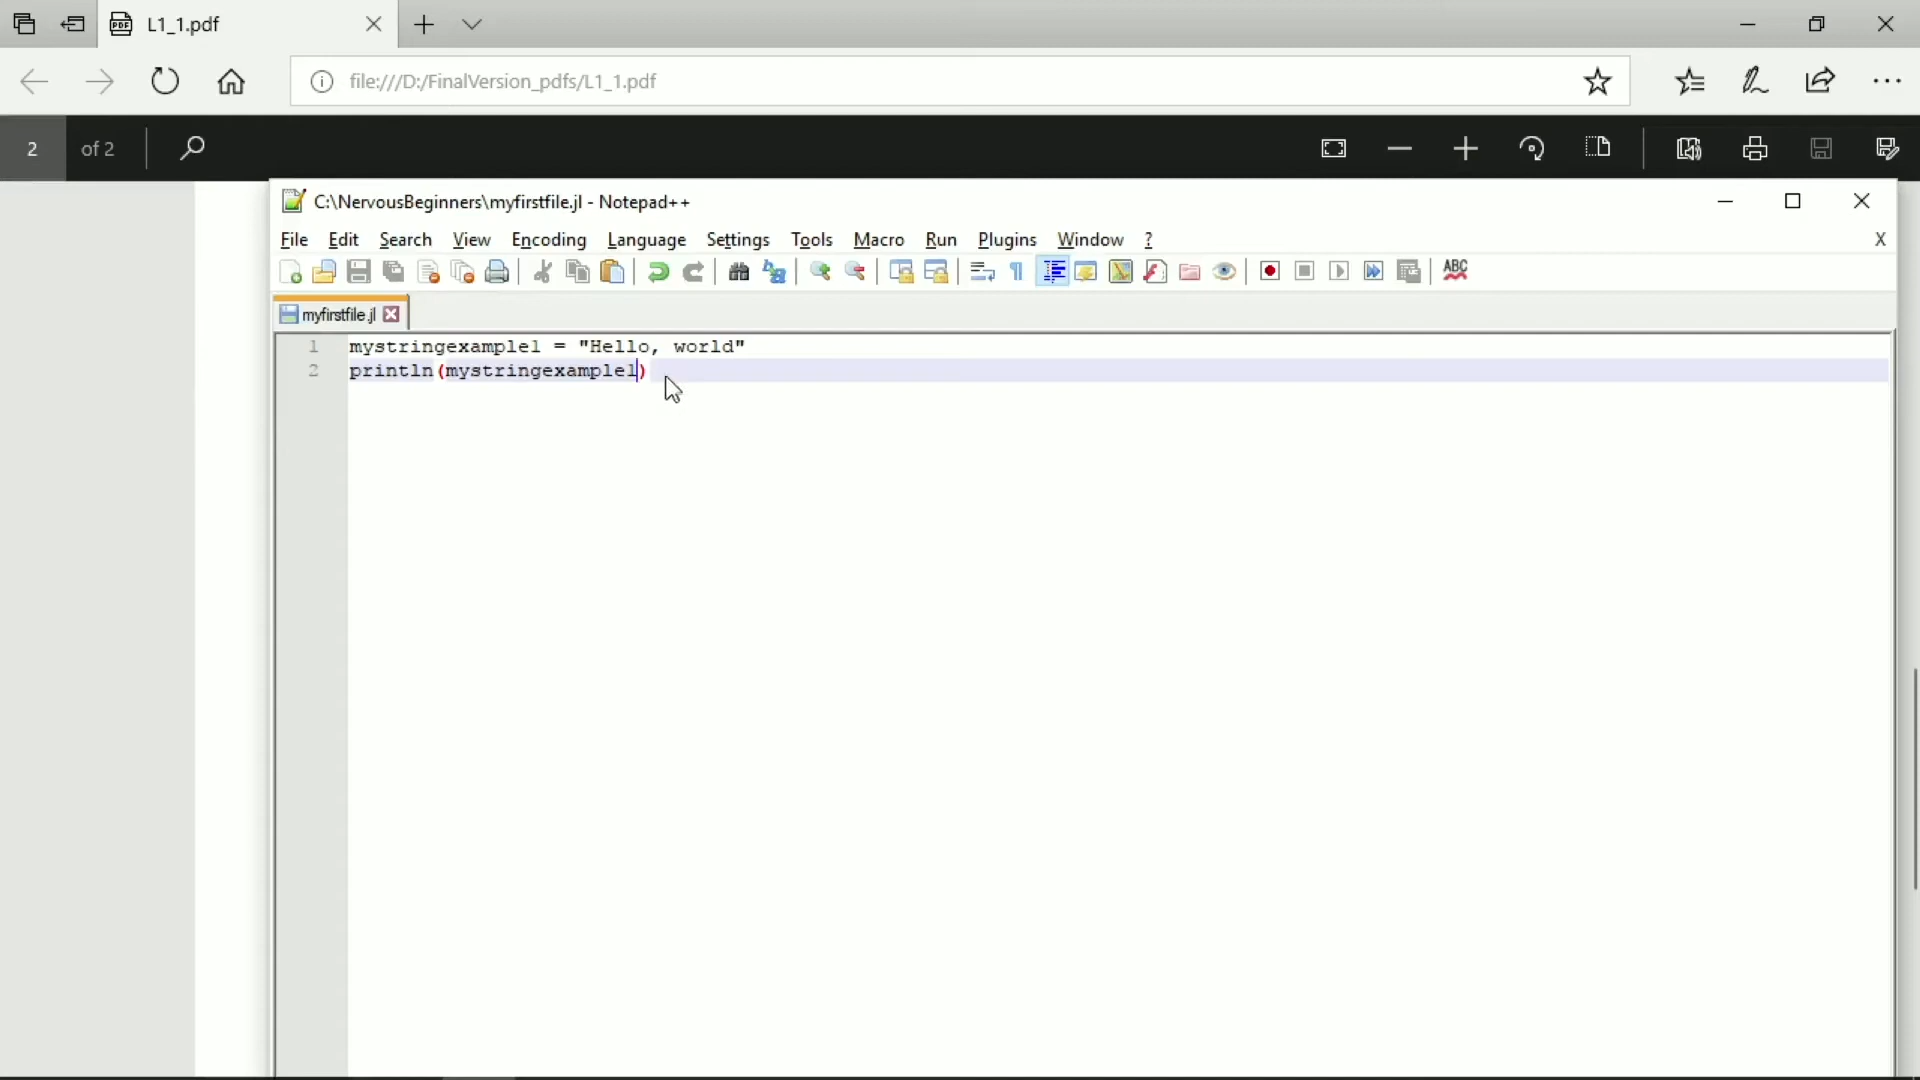 L1_1.pdf
file:///D:/FinalVersion_pdfs/L1_1.pdf
2 of 2
C:\NervousBeginners\myfirstfile.jl - Notepad++
File Edit Search View Encoding Language Settings Tools Macro Run Plugins Window ? X
ABC
myfirstfile.jl
1 mystringexample1 = "Hello, world"
2 println(mystringexample1)